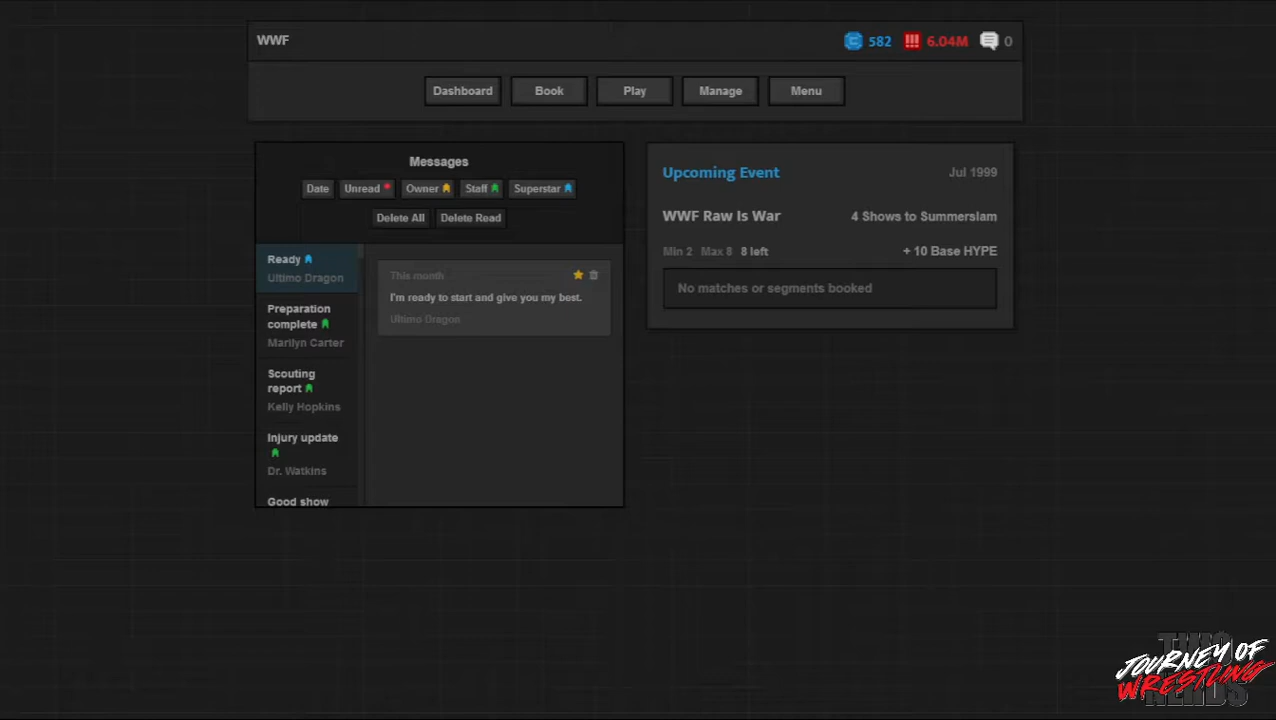 WWF
582
6.04M
0
Dashboard
Book
Play
Manage
Menu
Messages
Date
Unread
Owner
Staff
Superstar
Delete All
Delete Read
Ready
Ultimo Dragon
Preparation
complete
Marilyn Carter
Scouting
report
Kelly Hopkins
Injury update
Dr. Watkins
Good show
This month
I'm ready to start and give you my best.
Ultimo Dragon
Upcoming Event
Jul 1999
WWF Raw Is War
4 Shows to Summerslam
Min 2 Max 8 8 left
+ 10 Base HYPE
No matches or segments booked
JOURNEY OF
WRESTLING